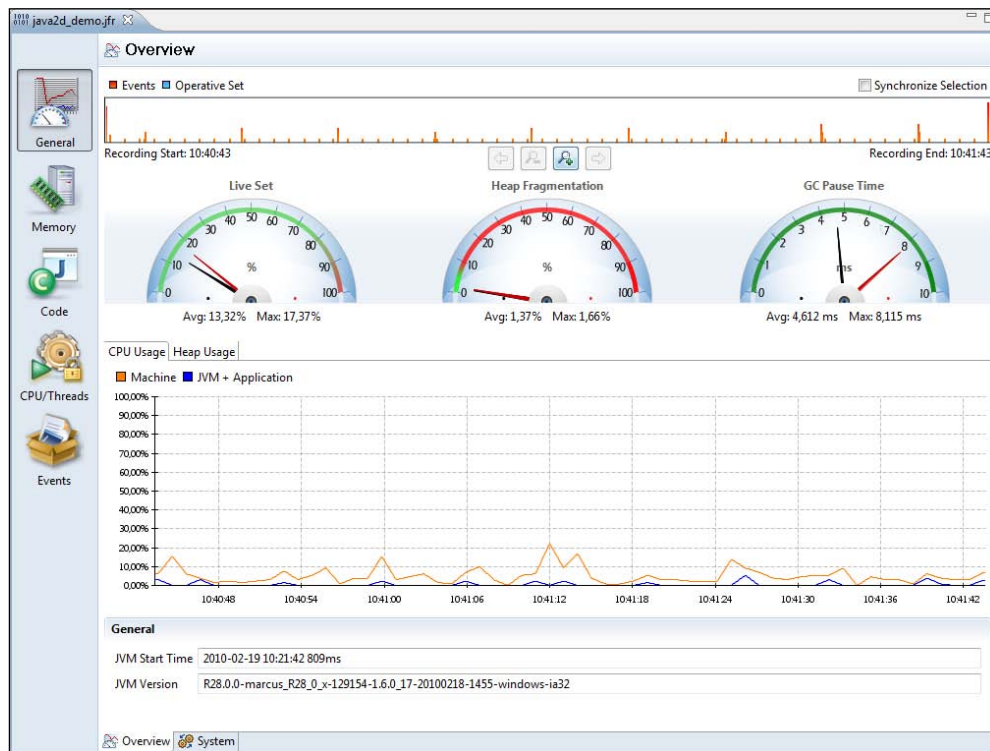 java2d_demo.jfr
Overview
Events Operative Set Synchronize Selection
General
Recording Start: 10:40:43 Recording End: 10:41:43
Memory
Live Set Heap Fragmentation GC Pause Time
0 10 20 30 40 50 60 70 80 90 100
%
0 10 20 30 40 50 60 70 80 90 100
%
0 1 2 3 4 5 6 7 8 9 10
ms
Code
Avg: 13,32% Max: 17,37% Avg: 1,37% Max: 1,66% Avg: 4,612 ms Max: 8,115 ms
CPU Usage Heap Usage
Machine JVM + Application
CPU/Threads
Events
100,00%
90,00%
80,00%
70,00%
60,00%
50,00%
40,00%
30,00%
20,00%
10,00%
0,00%
10:40:48 10:40:54 10:41:00 10:41:06 10:41:12 10:41:18 10:41:24 10:41:30 10:41:36 10:41:42
General
JVM Start Time 2010-02-19 10:21:42 809ms
JVM Version R28.0.0-marcus_R28_0_x-129154-1.6.0_17-20100218-1455-windows-ia32
Overview System